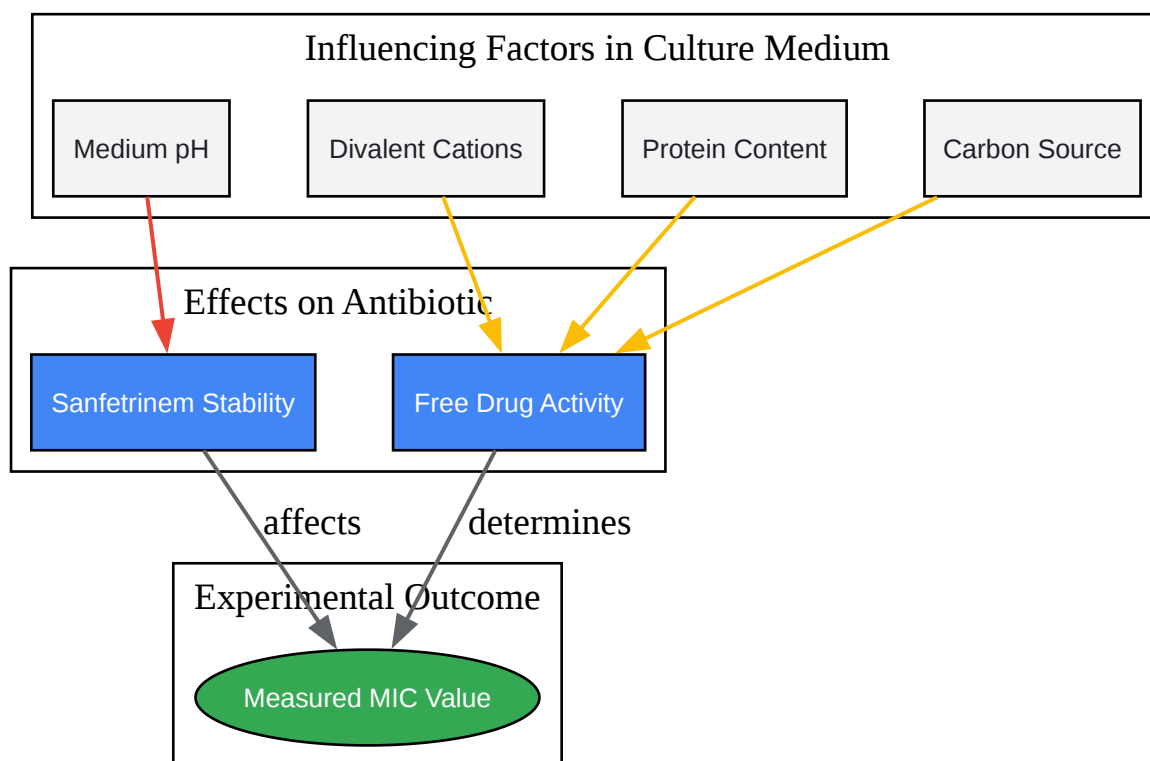 Influencing Factors in Culture Medium
Medium pH
Divalent Cations
Protein Content
Carbon Source
Effects on Antibiotic
Sanfetrinem Stability
Free Drug Activity
affects
determines
Experimental Outcome
Measured MIC Value